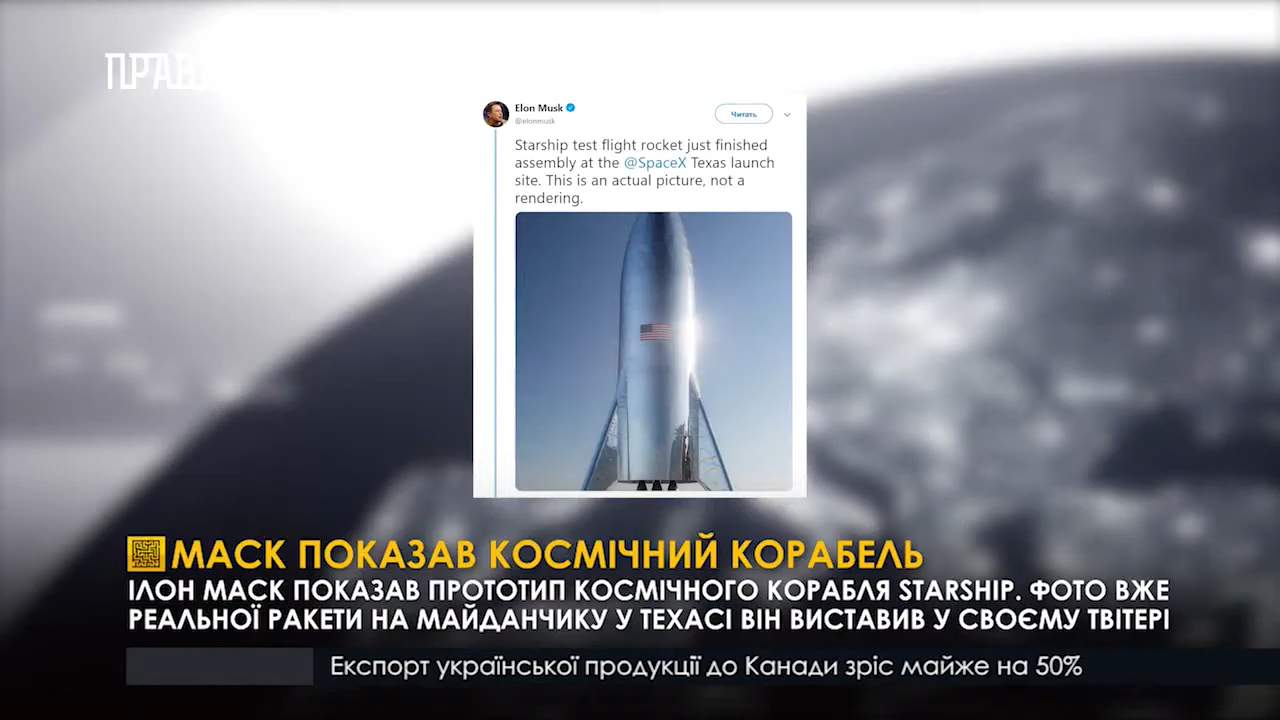 Elon Musk
@elonmusk
Читать
Starship test flight rocket just finished
assembly at the @SpaceX Texas launch
site. This is an actual picture, not a
rendering.
МАСК ПОКАЗАВ КОСМІЧНИЙ КОРАБЕЛЬ
ІЛОН МАСК ПОКАЗАВ ПРОТОТИП КОСМІЧНОГО КОРАБЛЯ STARSHIP. ФОТО ВЖЕ
РЕАЛЬНОЇ РАКЕТИ НА МАЙДАНЧИКУ У ТЕХАСІ ВІН ВИСТАВИВ У СВОЄМУ ТВІТЕРІ
Експорт української продукції до Канади зріс майже на 50%